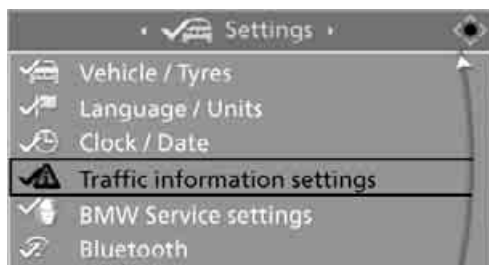 Settings
Vehicle / Tyres
Language / Units
Clock / Date
Traffic information settings
BMW Service settings
Bluetooth